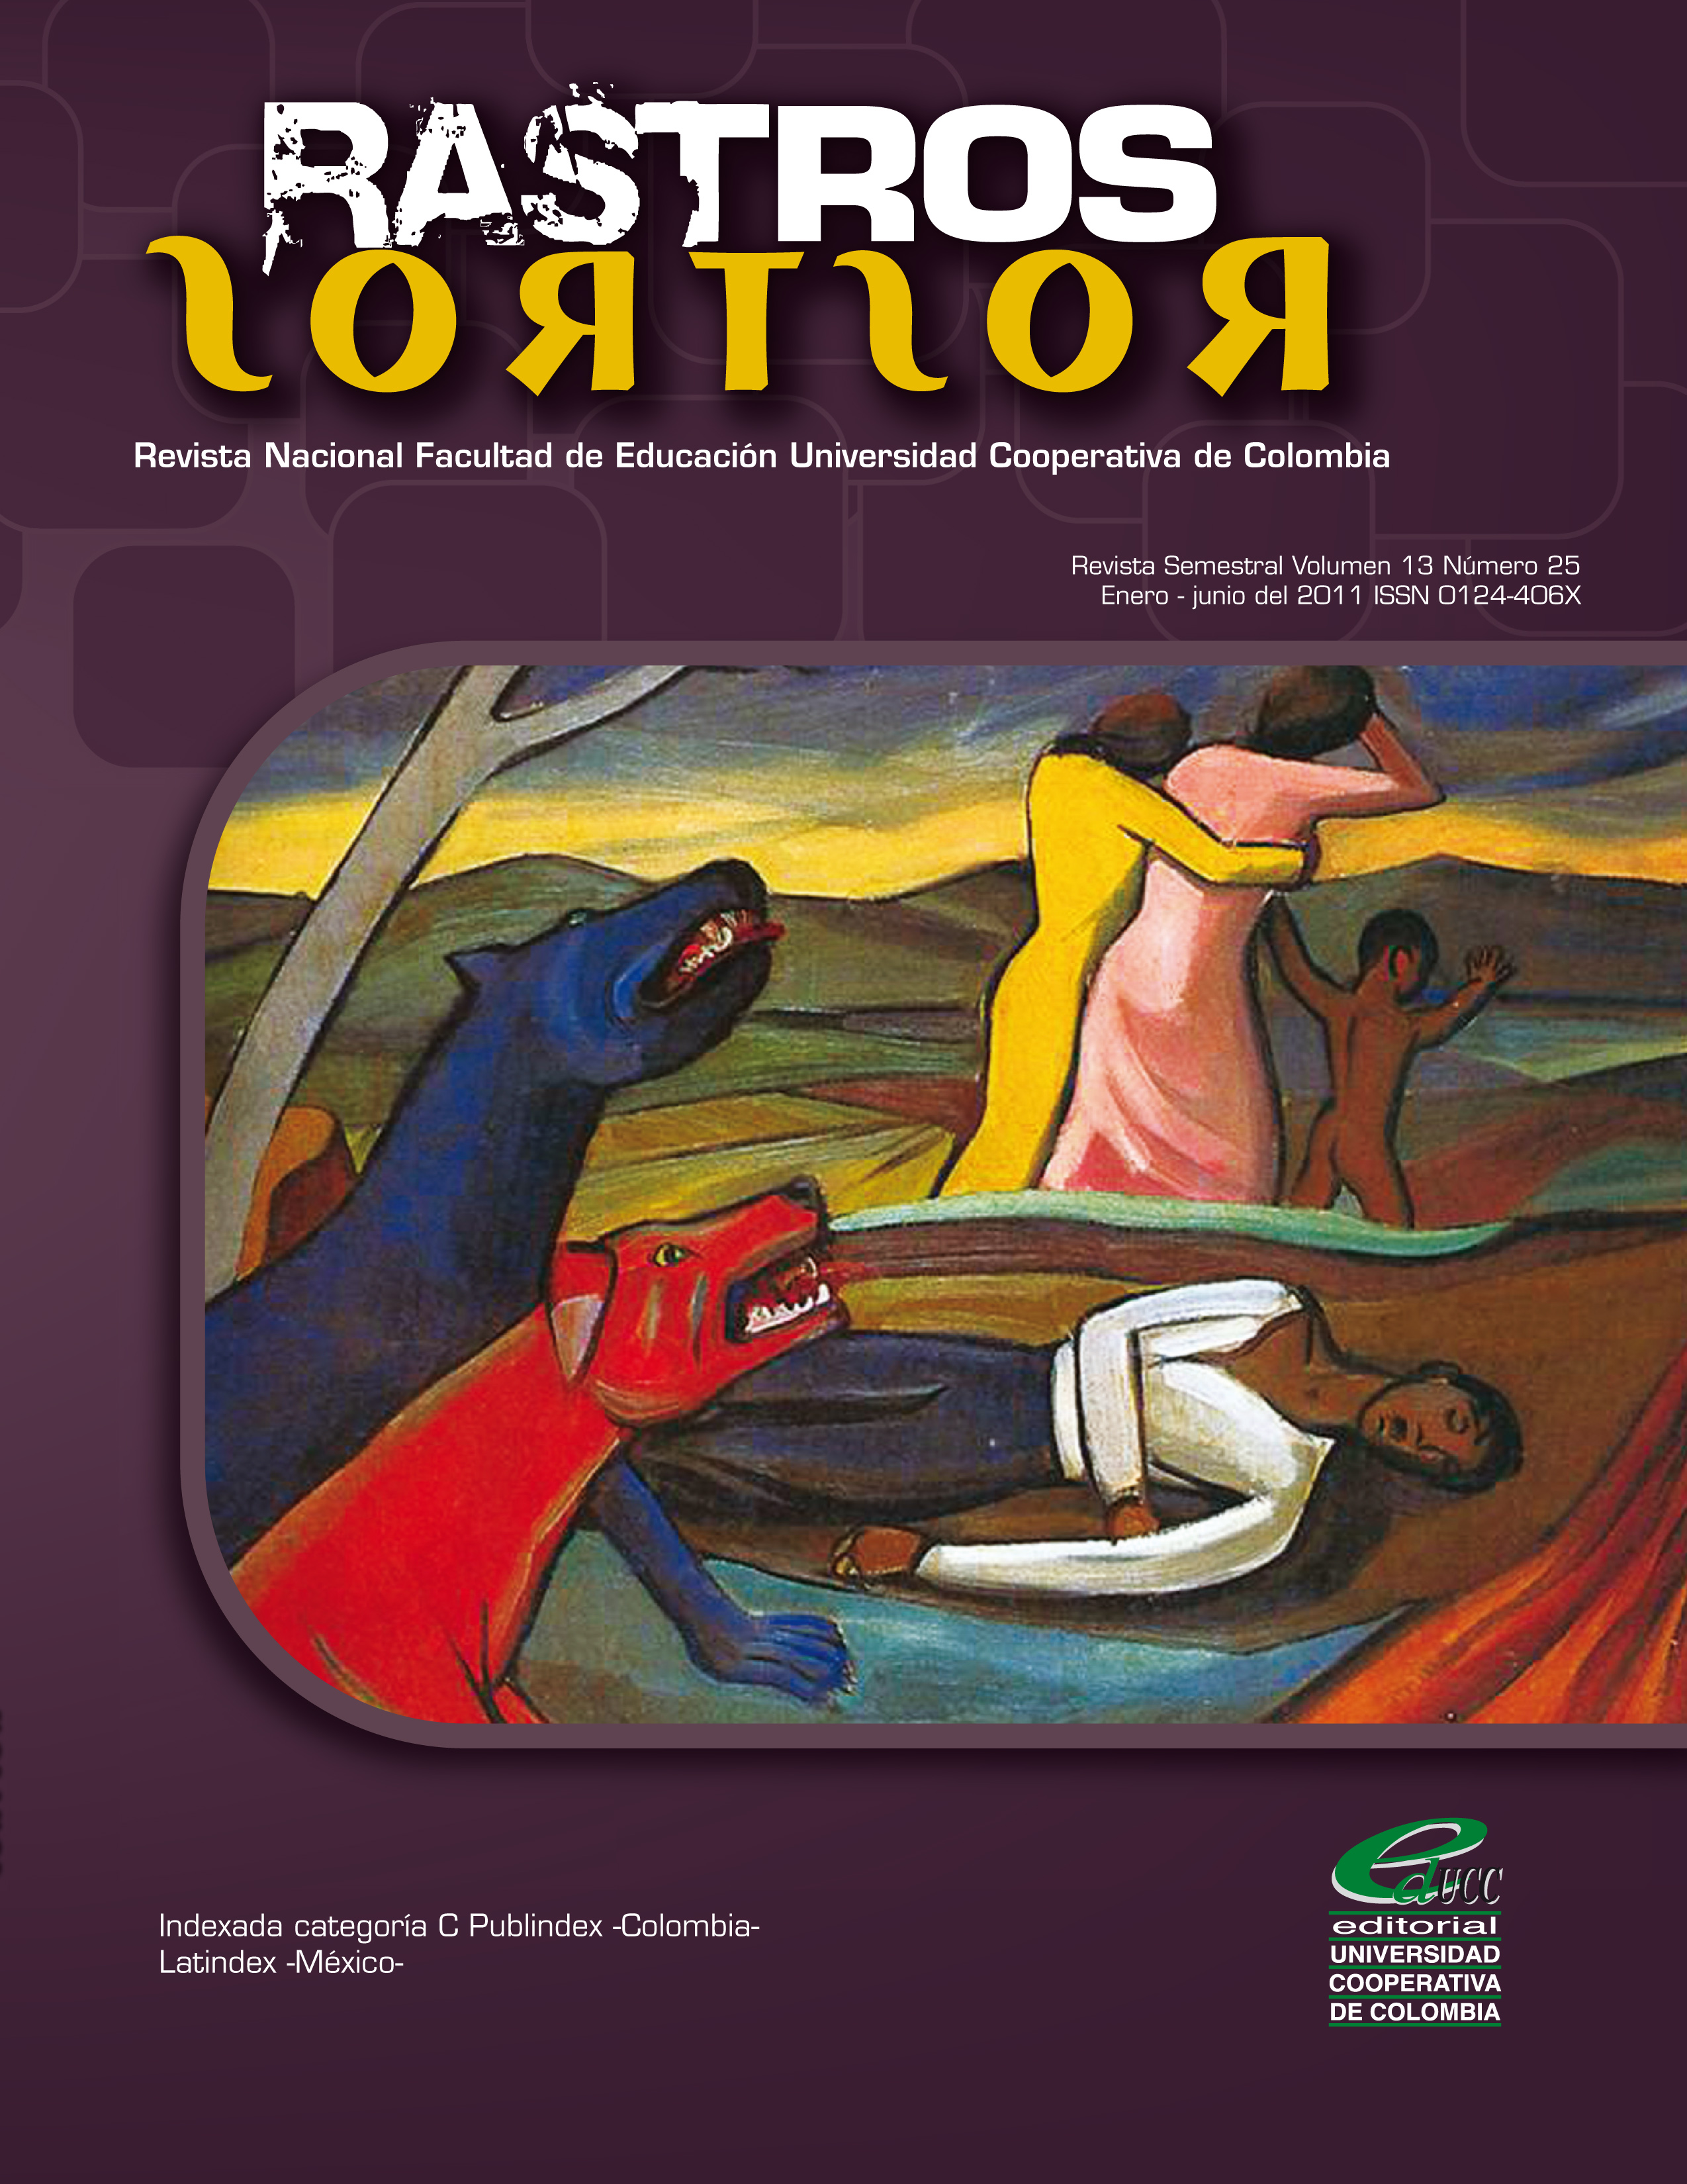 RASTROS
ROSTROS
Revista Nacional Facultad de Educación Universidad Cooperativa de Colombia
Revista Semestral Volumen 13 Número 25
Enero - junio del 2011 ISSN 0124-406X
Indexada categoría C Publindex -Colombia-
Latindex -México-
edUCC
editorial
UNIVERSIDAD
COOPERATIVA
DE COLOMBIA